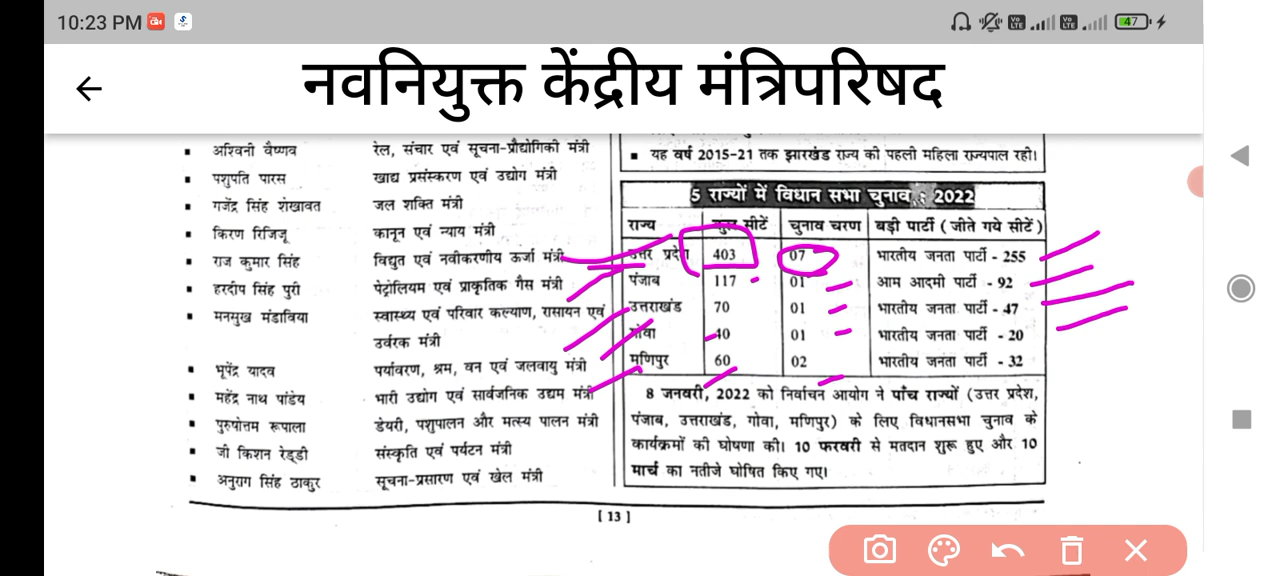 10:23 PM
47
नवनियुक्त केंद्रीय मंत्रिपरिषद
अश्विनी वैष्णव रेल, संचार एवं सूचना-प्रौद्योगिकी मंत्री
पशुपति पारस खाद्य प्रसंस्करण एवं उद्योग मंत्री
गजेंद्र सिंह शेखावत जल शक्ति मंत्री
किरण रिजिजू कानून एवं न्याय मंत्री
राज कुमार सिंह विद्युत एवं नवीकरणीय ऊर्जा मंत्री
हरदीप सिंह पुरी पेट्रोलियम एवं प्राकृतिक गैस मंत्री
मनसुख मंडाविया स्वास्थ्य एवं परिवार कल्याण, रासायन एवं
उर्वरक मंत्री
भूपेंद्र यादव पर्यावरण, श्रम, वन एवं जलवायु मंत्री
महेंद्र नाथ पांडेय भारी उद्योग एवं सार्वजनिक उद्यम मंत्री
पुरुषोत्तम रूपाला डेयरी, पशुपालन और मत्स्य पालन मंत्री
जी किशन रेड्डी संस्कृति एवं पर्यटन मंत्री
अनुराग सिंह ठाकुर सूचना-प्रसारण एवं खेल मंत्री
यह वर्ष 2015-21 तक झारखंड राज्य की पहली महिला राज्यपाल रही।
5 राज्यों में विधान सभा चुनाव : 2022
राज्य कुल सीटें चुनाव चरण बड़ी पार्टी ( जीते गये सीटें )
उत्तर प्रदेश 403 07 भारतीय जनता पार्टी - 255
पंजाब 117 01 आम आदमी पार्टी - 92
उत्तराखंड 70 01 भारतीय जनता पार्टी - 47
गोवा 40 01 भारतीय जनता पार्टी - 20
मणिपुर 60 02 भारतीय जनता पार्टी - 32
8 जनवरी, 2022 को निर्वाचन आयोग ने पाँच राज्यों (उत्तर प्रदेश,
पंजाब, उत्तराखंड, गोवा, मणिपुर) के लिए विधानसभा चुनाव के
कार्यक्रमों की घोषणा की। 10 फरवरी से मतदान शुरू हुए और 10
मार्च का नतीजे घोषित किए गए।
[ 13 ]